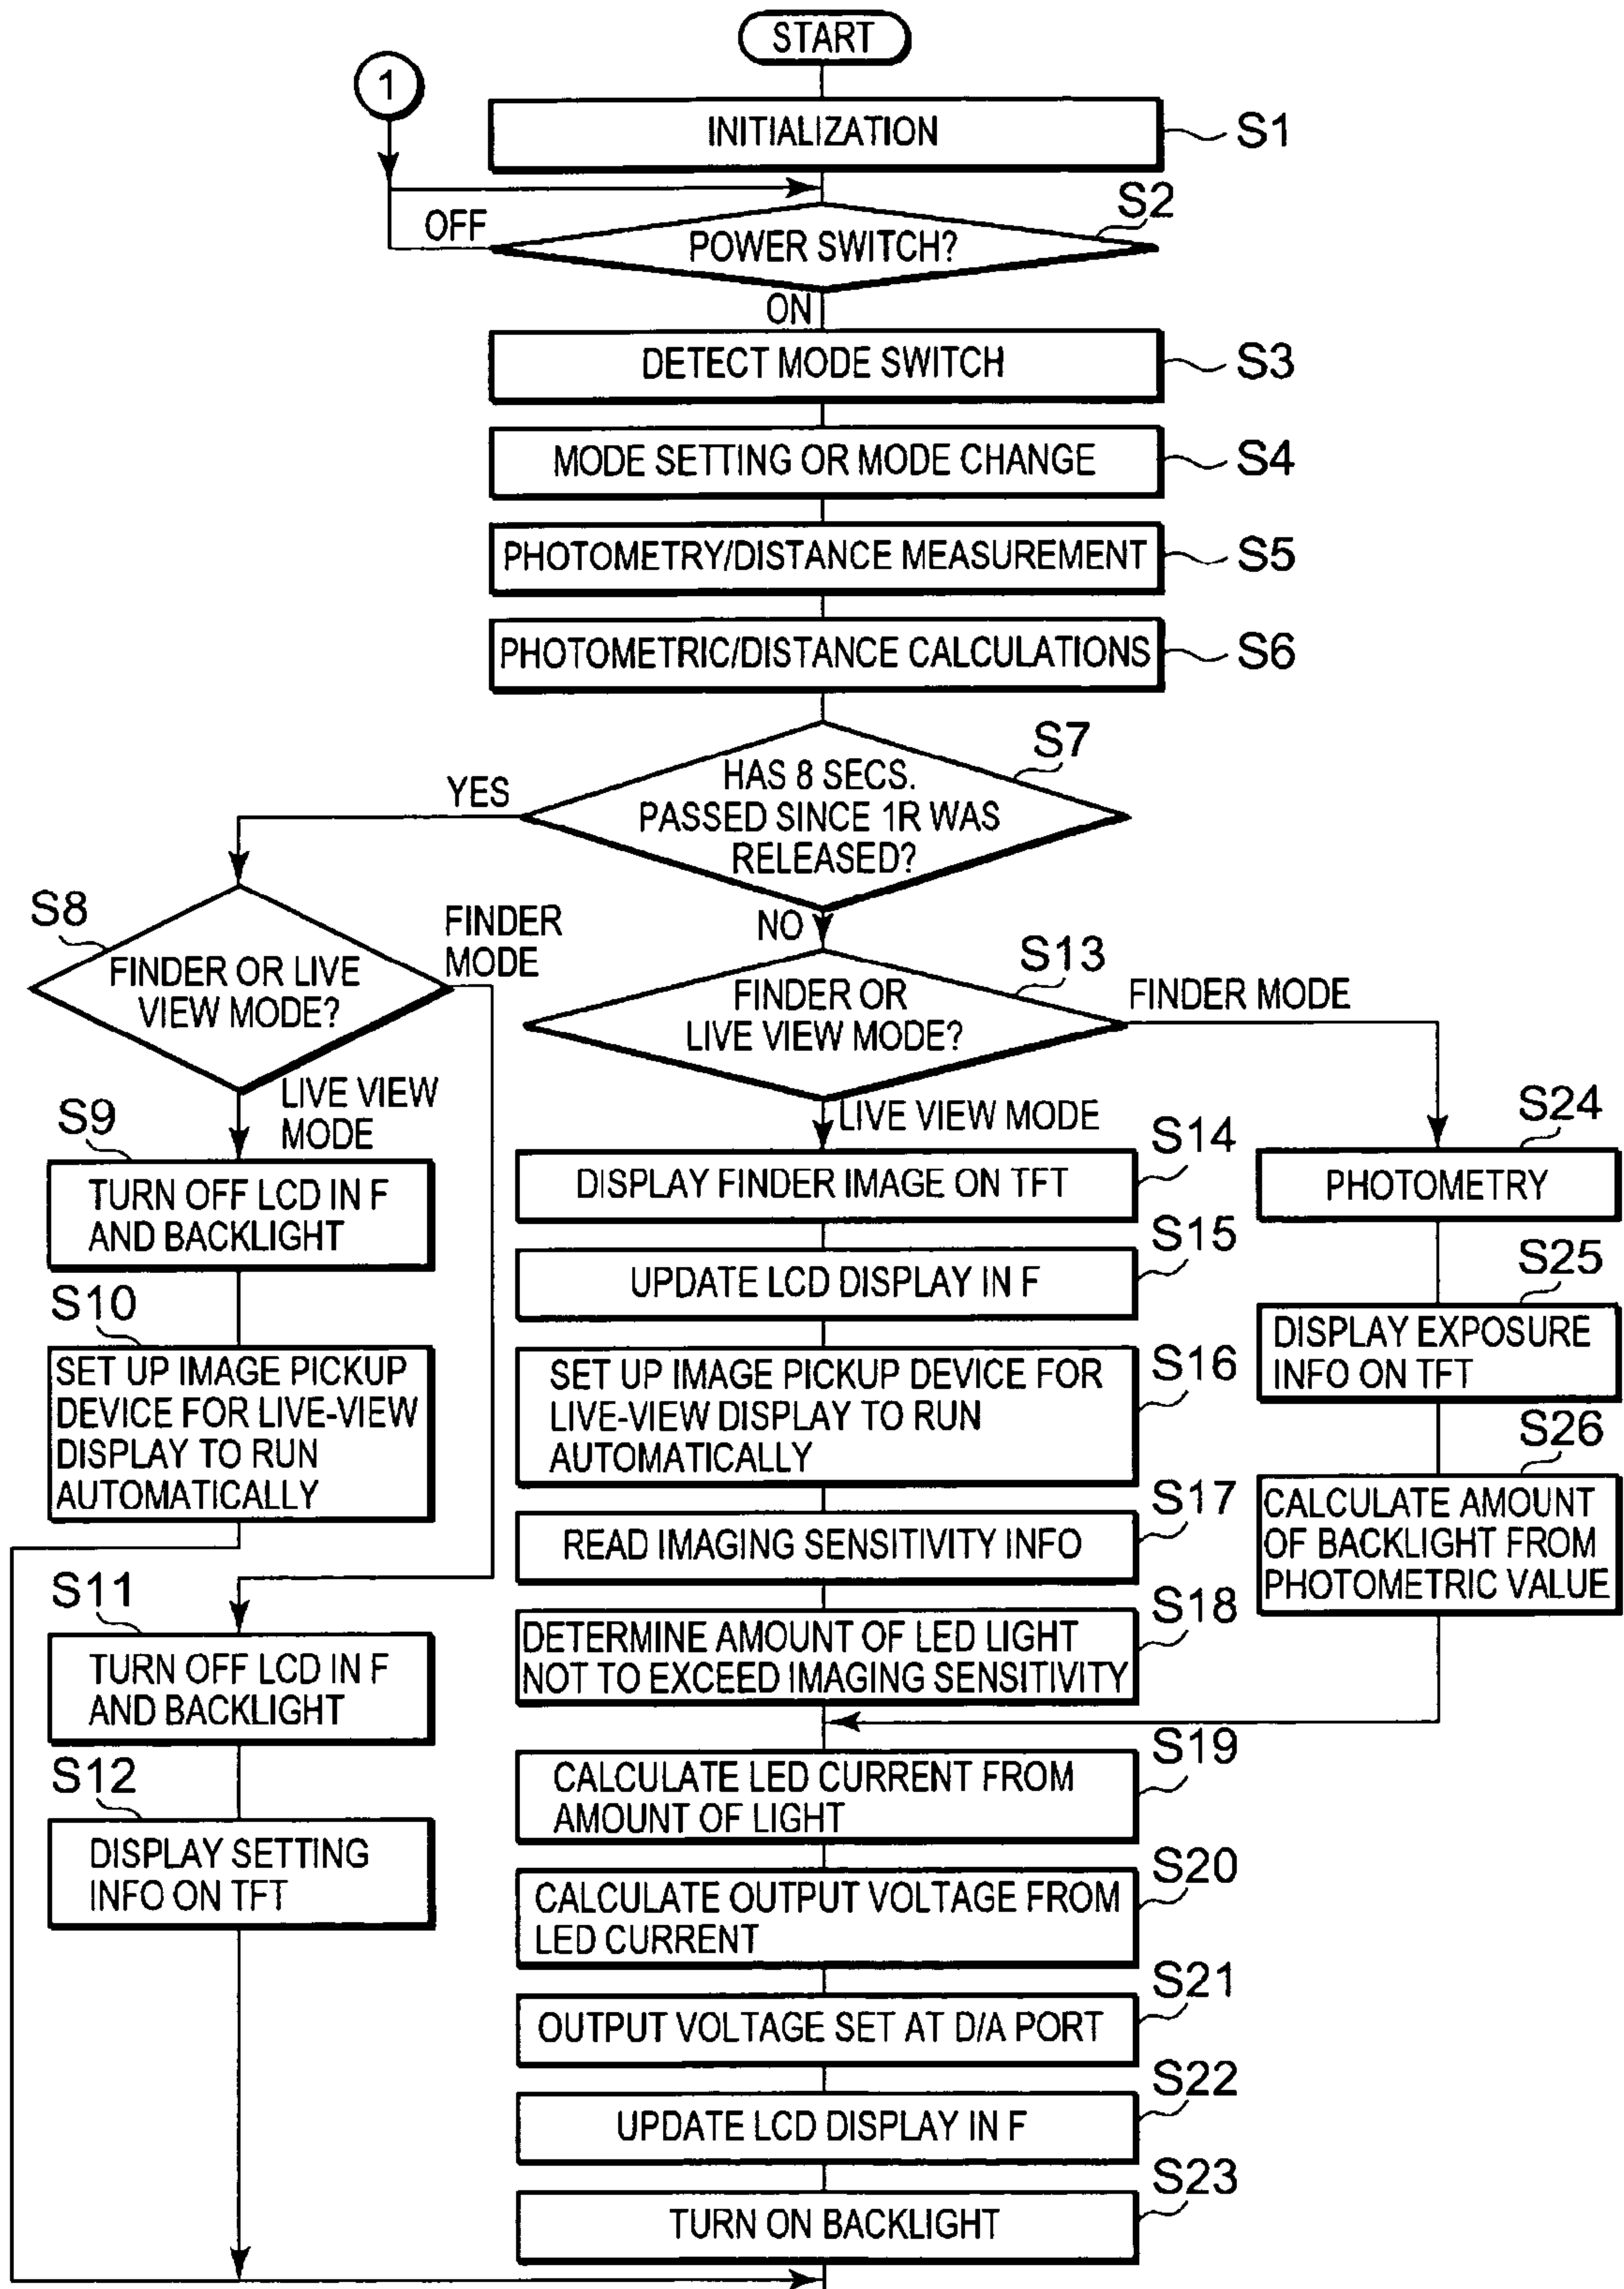 START
1
INITIALIZATION
S1
S2
OFF
POWER SWITCH?
ON
DETECT MODE SWITCH
S3
MODE SETTING OR MODE CHANGE
S4
PHOTOMETRY/DISTANCE MEASUREMENT
S5
PHOTOMETRIC/DISTANCE CALCULATIONS
S6
S7
HAS 8 SECS.
PASSED SINCE 1R WAS
RELEASED?
YES
NO
S8
FINDER OR LIVE
VIEW MODE?
FINDER
MODE
LIVE VIEW
MODE
S9
TURN OFF LCD IN F
AND BACKLIGHT
S10
SET UP IMAGE PICKUP
DEVICE FOR LIVE-VIEW
DISPLAY TO RUN
AUTOMATICALLY
S11
TURN OFF LCD IN F
AND BACKLIGHT
S12
DISPLAY SETTING
INFO ON TFT
S13
FINDER OR
LIVE VIEW MODE?
FINDER MODE
LIVE VIEW MODE
S14
DISPLAY FINDER IMAGE ON TFT
S15
UPDATE LCD DISPLAY IN F
S16
SET UP IMAGE PICKUP DEVICE FOR
LIVE-VIEW DISPLAY TO RUN
AUTOMATICALLY
S17
READ IMAGING SENSITIVITY INFO
S18
DETERMINE AMOUNT OF LED LIGHT
NOT TO EXCEED IMAGING SENSITIVITY
S19
CALCULATE LED CURRENT FROM
AMOUNT OF LIGHT
S20
CALCULATE OUTPUT VOLTAGE FROM
LED CURRENT
S21
OUTPUT VOLTAGE SET AT D/A PORT
S22
UPDATE LCD DISPLAY IN F
S23
TURN ON BACKLIGHT
S24
PHOTOMETRY
S25
DISPLAY EXPOSURE
INFO ON TFT
S26
CALCULATE AMOUNT
OF BACKLIGHT FROM
PHOTOMETRIC VALUE